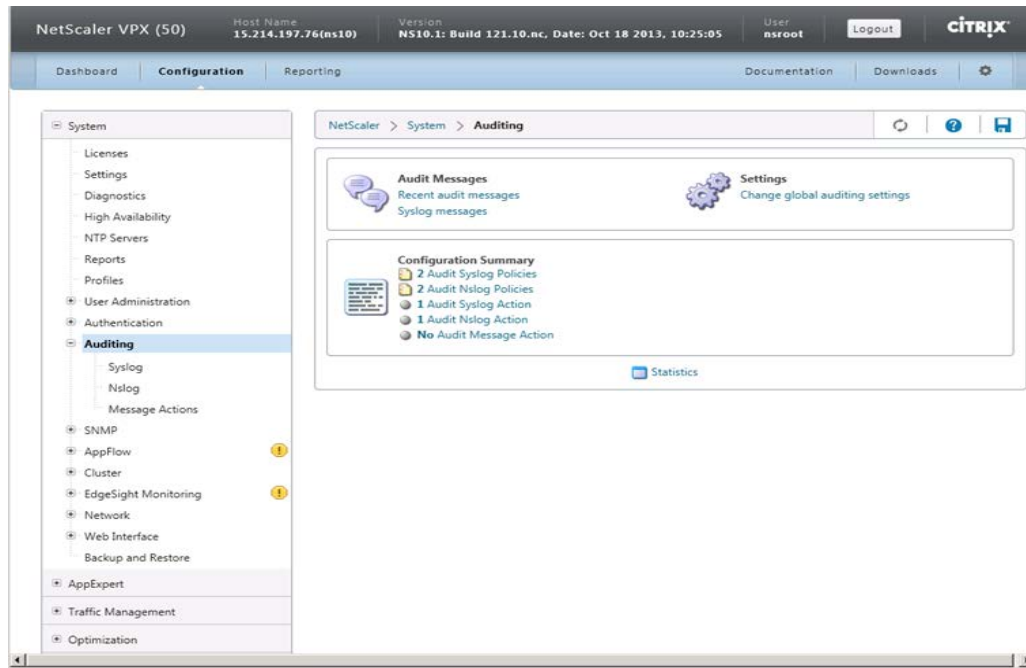 NetScaler VPX (50)
Host Name
15.214.197.76(ns10)
Version
NS10.1: Build 121.10.nc, Date: Oct 18 2013, 10:25:05
User
nsroot
Logout
CİTRIX
Dashboard
Configuration
Reporting
Documentation
Downloads
System
Licenses
Settings
Diagnostics
High Availability
NTP Servers
Reports
Profiles
User Administration
Authentication
Auditing
Syslog
Nslog
Message Actions
SNMP
AppFlow
Cluster
EdgeSight Monitoring
Network
Web Interface
Backup and Restore
AppExpert
Traffic Management
Optimization
NetScaler > System > Auditing
Audit Messages
Recent audit messages
Syslog messages
Settings
Change global auditing settings
Configuration Summary
2 Audit Syslog Policies
2 Audit Nslog Policies
1 Audit Syslog Action
1 Audit Nslog Action
No Audit Message Action
Statistics